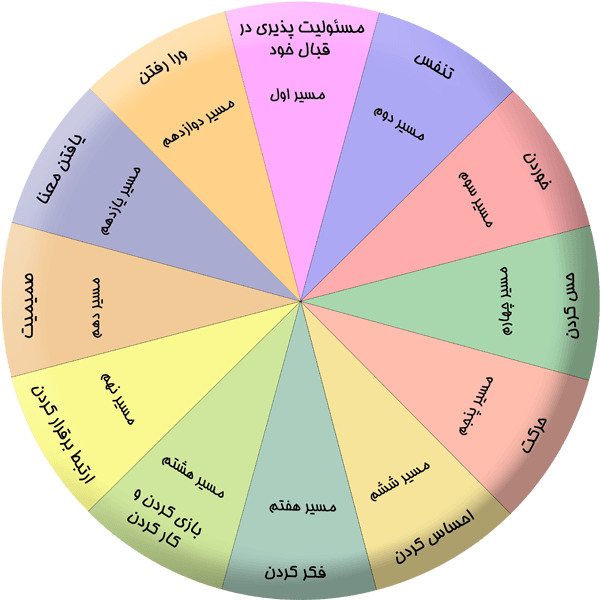 مسئولیت پذیری در
قبال خود
مسیر اول
تنفس
مسیر دوم
خوردن
مسیر سوم
حس کردن
مسیر چهارم
حرکت
مسیر پنجم
احساس کردن
مسیر ششم
فکر کردن
مسیر هفتم
بازی کردن و
کار کردن
مسیر هشتم
ارتبط برقرار کردن
مسیر نهم
صمیمیت
مسیر دهم
یافتن معنا
مسیر یازدهم
ورا رفتن
مسیر دوازدهم